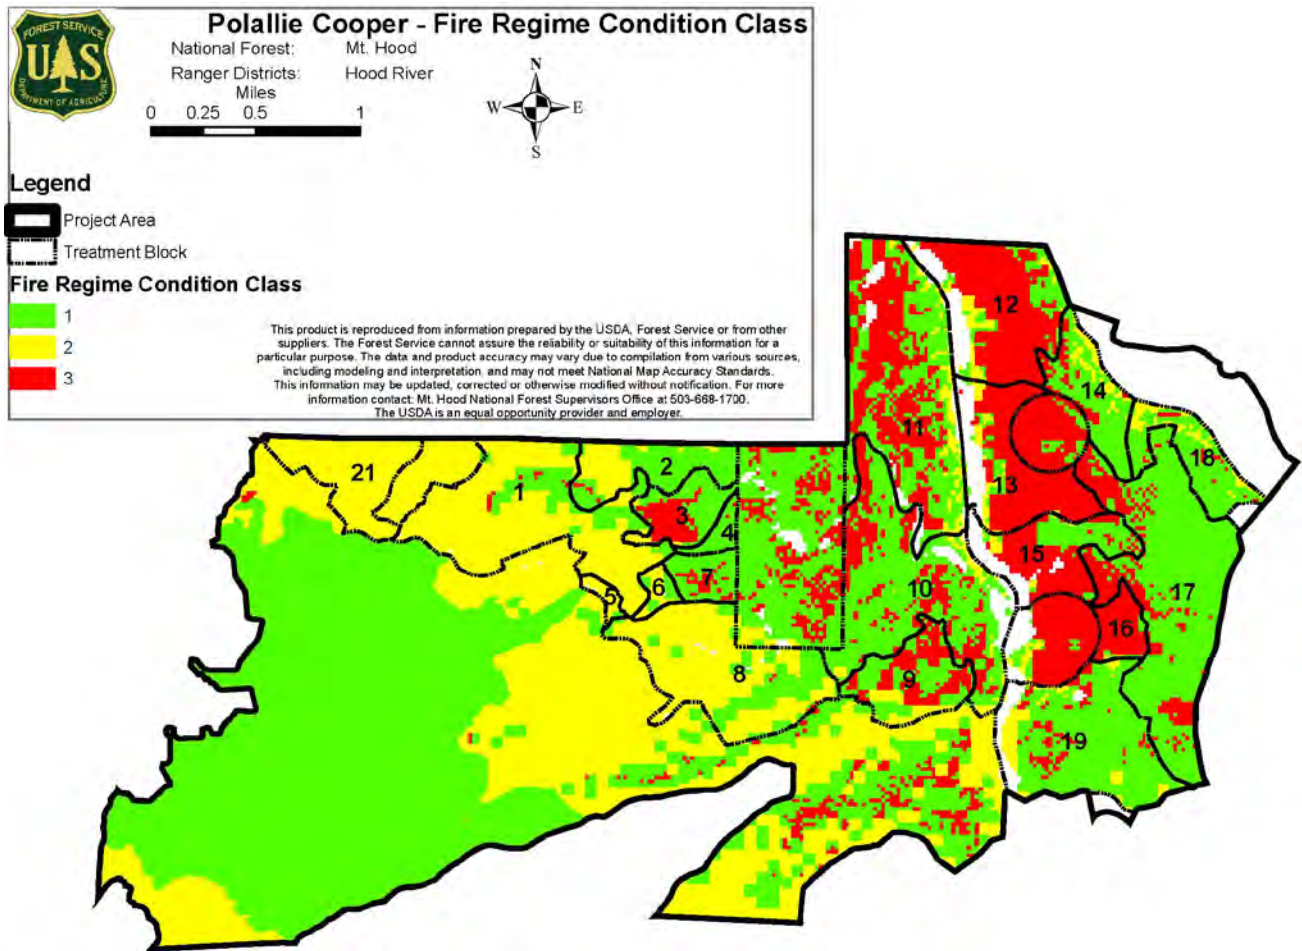 Polallie Cooper - Fire Regime Condition Class
FOREST SERVICE
U S
DEPARTMENT OF AGRICULTURE
National Forest: Mt. Hood
Ranger Districts: Hood River
Miles
0 0.25 0.5 1
N
W E
S
Legend
Project Area
Treatment Block
Fire Regime Condition Class
1
2
3
This product is reproduced from information prepared by the USDA, Forest Service or from other
suppliers. The Forest Service cannot assure the reliability or suitability of this information for a
particular purpose. The data and product accuracy may vary due to compilation from various sources,
including modeling and interpretation, and may not meet National Map Accuracy Standards.
This information may be updated, corrected or otherwise modified without notification. For more
information contact: Mt. Hood National Forest Supervisors Office at 503-668-1700.
The USDA is an equal opportunity provider and employer.
12
14
11
2
18
21
1
13
3
4
15
7
6
10
17
5
16
8
9
19